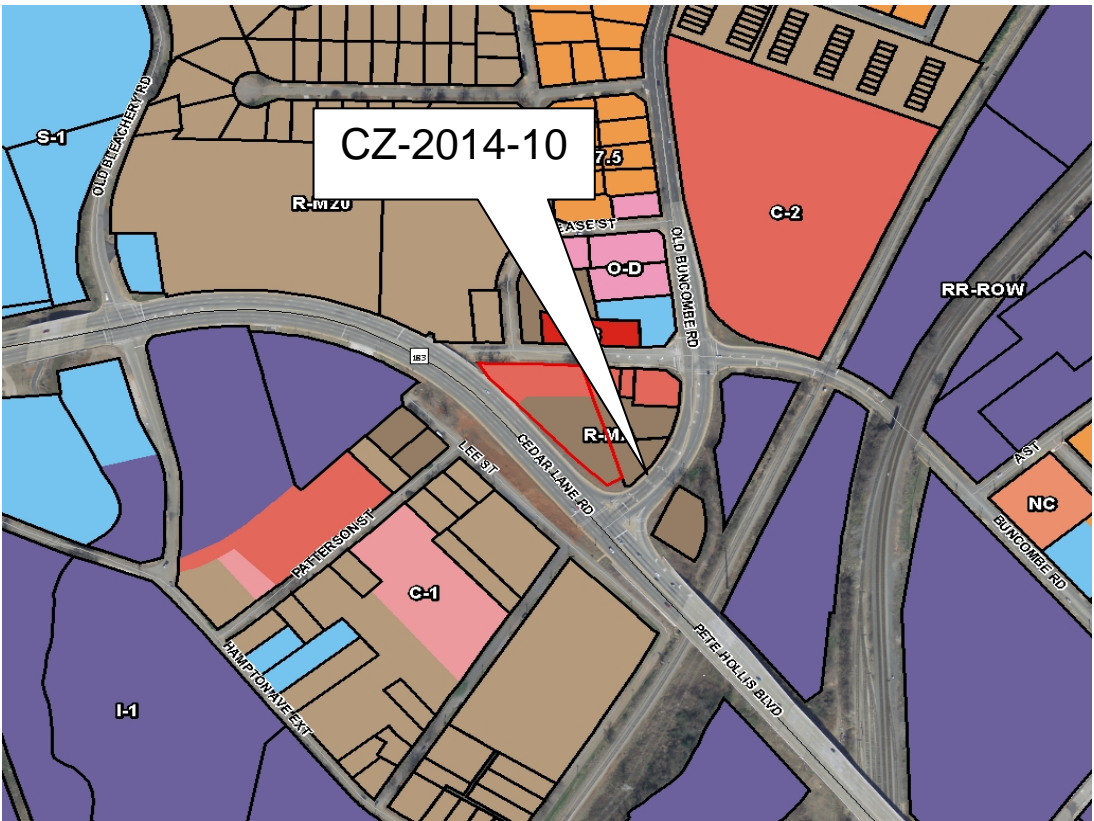 CZ-2014-10
OLD BLEACHERY RD
S-1
7.5
R-M20
C-2
EASE ST
O-D
OLD BUNCOMBE RD
RR-ROW
183
R-M
CEDAR LANE RD
LEE ST
A ST
NC
BUNCOMBE RD
PATTERSON ST
C-1
PETE HOLLIS BLVD
HAMPTON AVE EXT
I-1